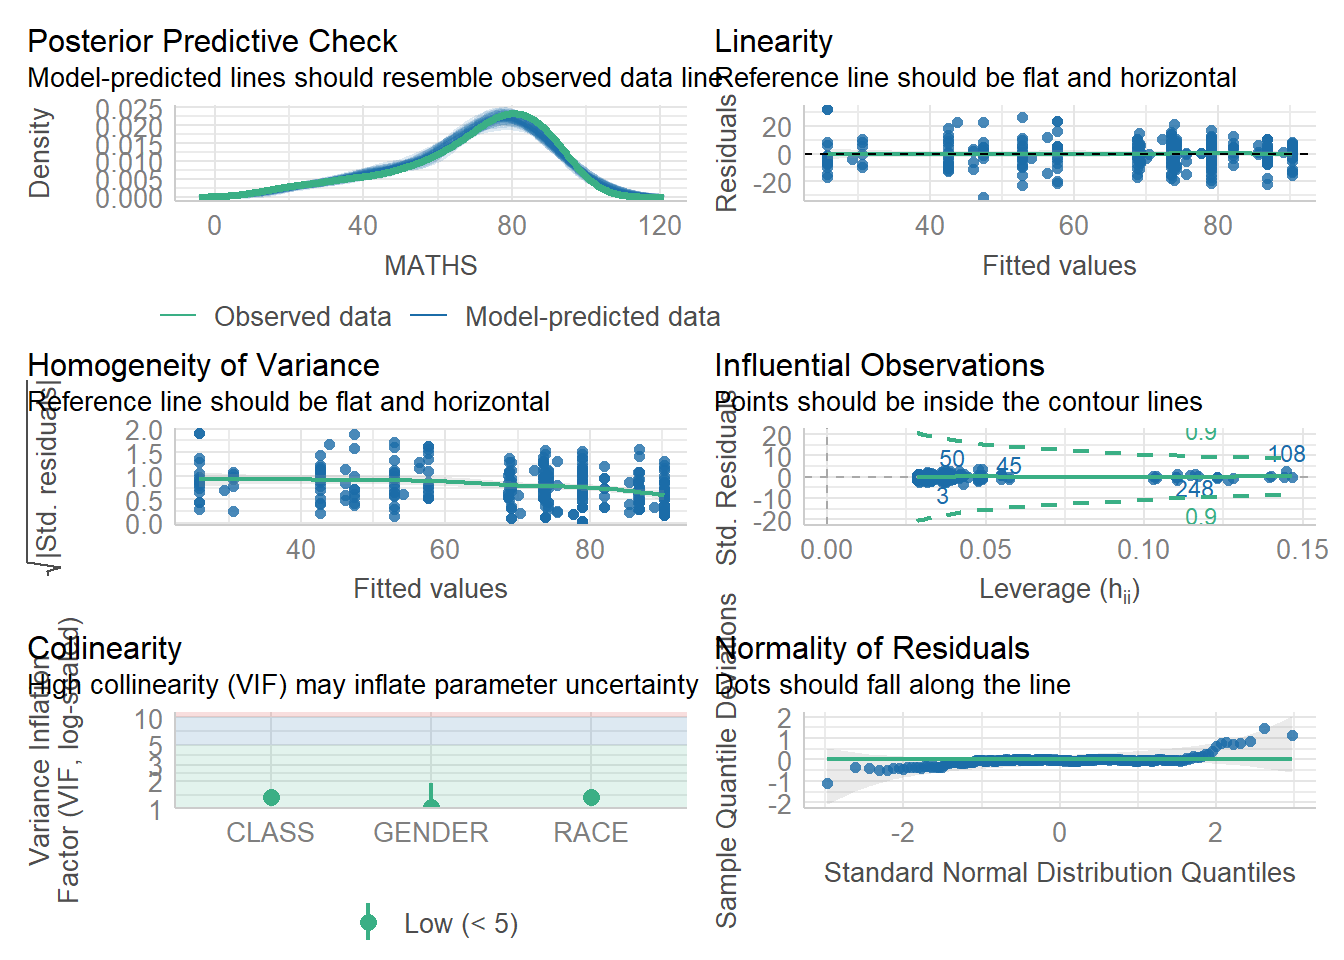 Posterior Predictive Check
Model-predicted lines should resemble observed data line
Density
0.025
0.020
0.015
0.010
0.005
0.000
0
40
80
120
MATHS
Observed data
Model-predicted data
Linearity
Reference line should be flat and horizontal
Residuals
20
0
-20
40
60
80
Fitted values
Homogeneity of Variance
Reference line should be flat and horizontal
√|Std. residuals|
2.0
1.5
1.0
0.5
0.0
40
60
80
Fitted values
Influential Observations
Points should be inside the contour lines
Std. Residuals
20
10
0
-10
-20
0.9
50
45
108
3
248
0.9
0.00
0.05
0.10
0.15
Leverage (hii)
Collinearity
High collinearity (VIF) may inflate parameter uncertainty
Variance Inflation
Factor (VIF, log-scaled)
10
5
3
2
1
CLASS
GENDER
RACE
Low (< 5)
Normality of Residuals
Dots should fall along the line
Sample Quantile Deviations
2
1
0
-1
-2
-2
0
2
Standard Normal Distribution Quantiles